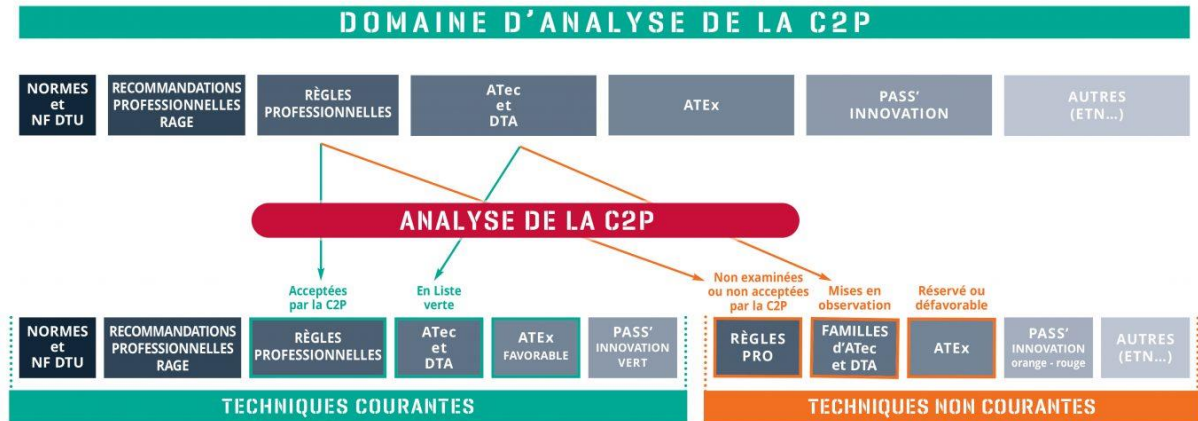 DOMAINE D'ANALYSE DE LA C2P
NORMES
et
NF DTU
RECOMMANDATIONS
PROFESSIONNELLES
RAGE
RÈGLES
PROFESSIONNELLES
ATec
et
DTA
ATEx
PASS'
INNOVATION
AUTRES
(ETN...)
ANALYSE DE LA C2P
Acceptées
par la C2P
En Liste
verte
Non examinées
ou non acceptées
par la C2P
Mises en
observation
Réservé ou
défavorable
NORMES
et
NF DTU
RECOMMANDATIONS
PROFESSIONNELLES
RAGE
RÈGLES
PROFESSIONNELLES
ATec
et
DTA
ATEx
FAVORABLE
PASS'
INNOVATION
VERT
RÈGLES
PRO
FAMILLES
d'ATec
et DTA
ATEx
PASS'
INNOVATION
orange - rouge
AUTRES
(ETN...)
TECHNIQUES COURANTES
TECHNIQUES NON COURANTES